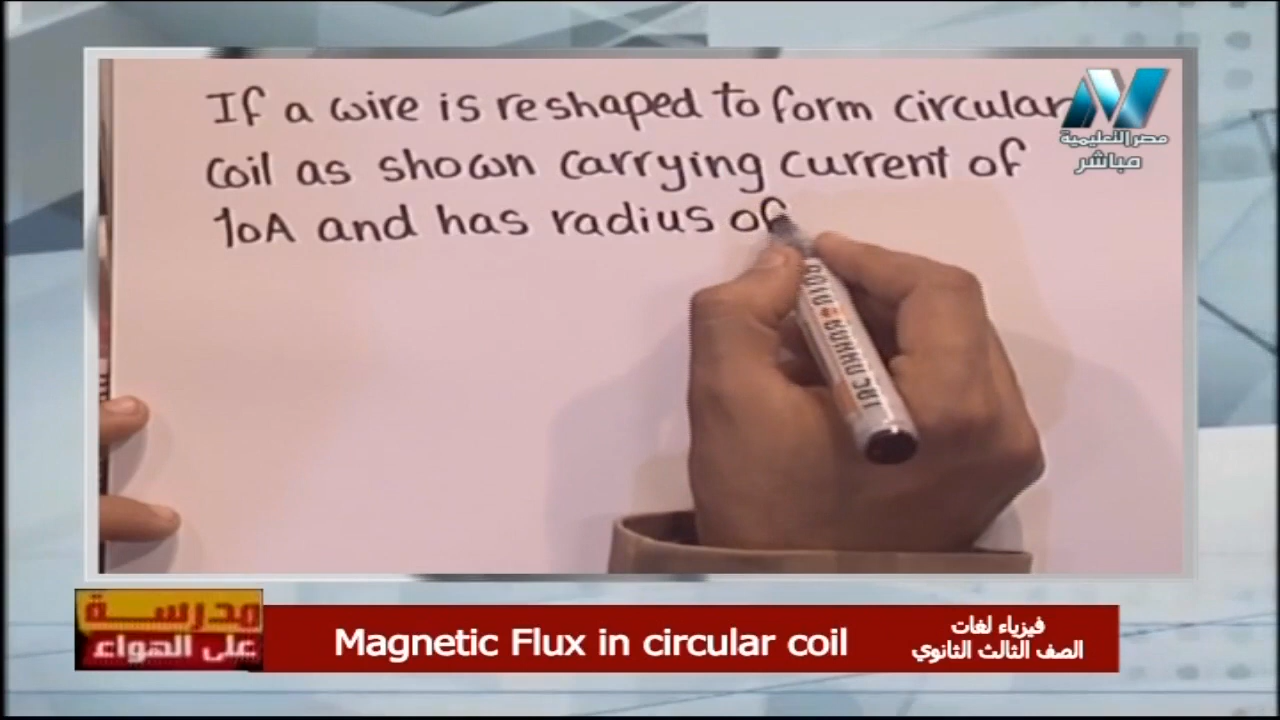 If a wire is reshaped to form circular
coil as shown carrying current of
10A and has radius of
مصر التعليمية
مباشر
مدرسة
على الهواء
Magnetic Flux in circular coil
فيزياء لغات
الصف الثالث الثانوي